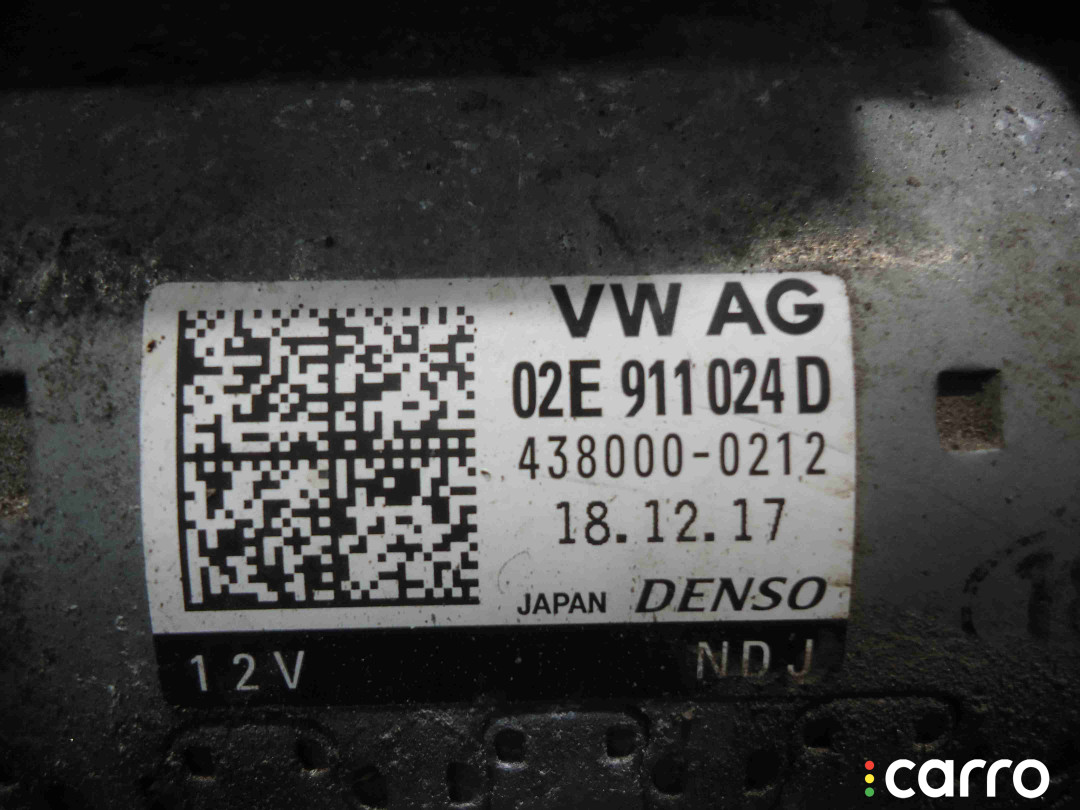 VW AG
02E 911 024 D
438000-0212
18.12.17
JAPAN DENSO
12V NDJ
carro